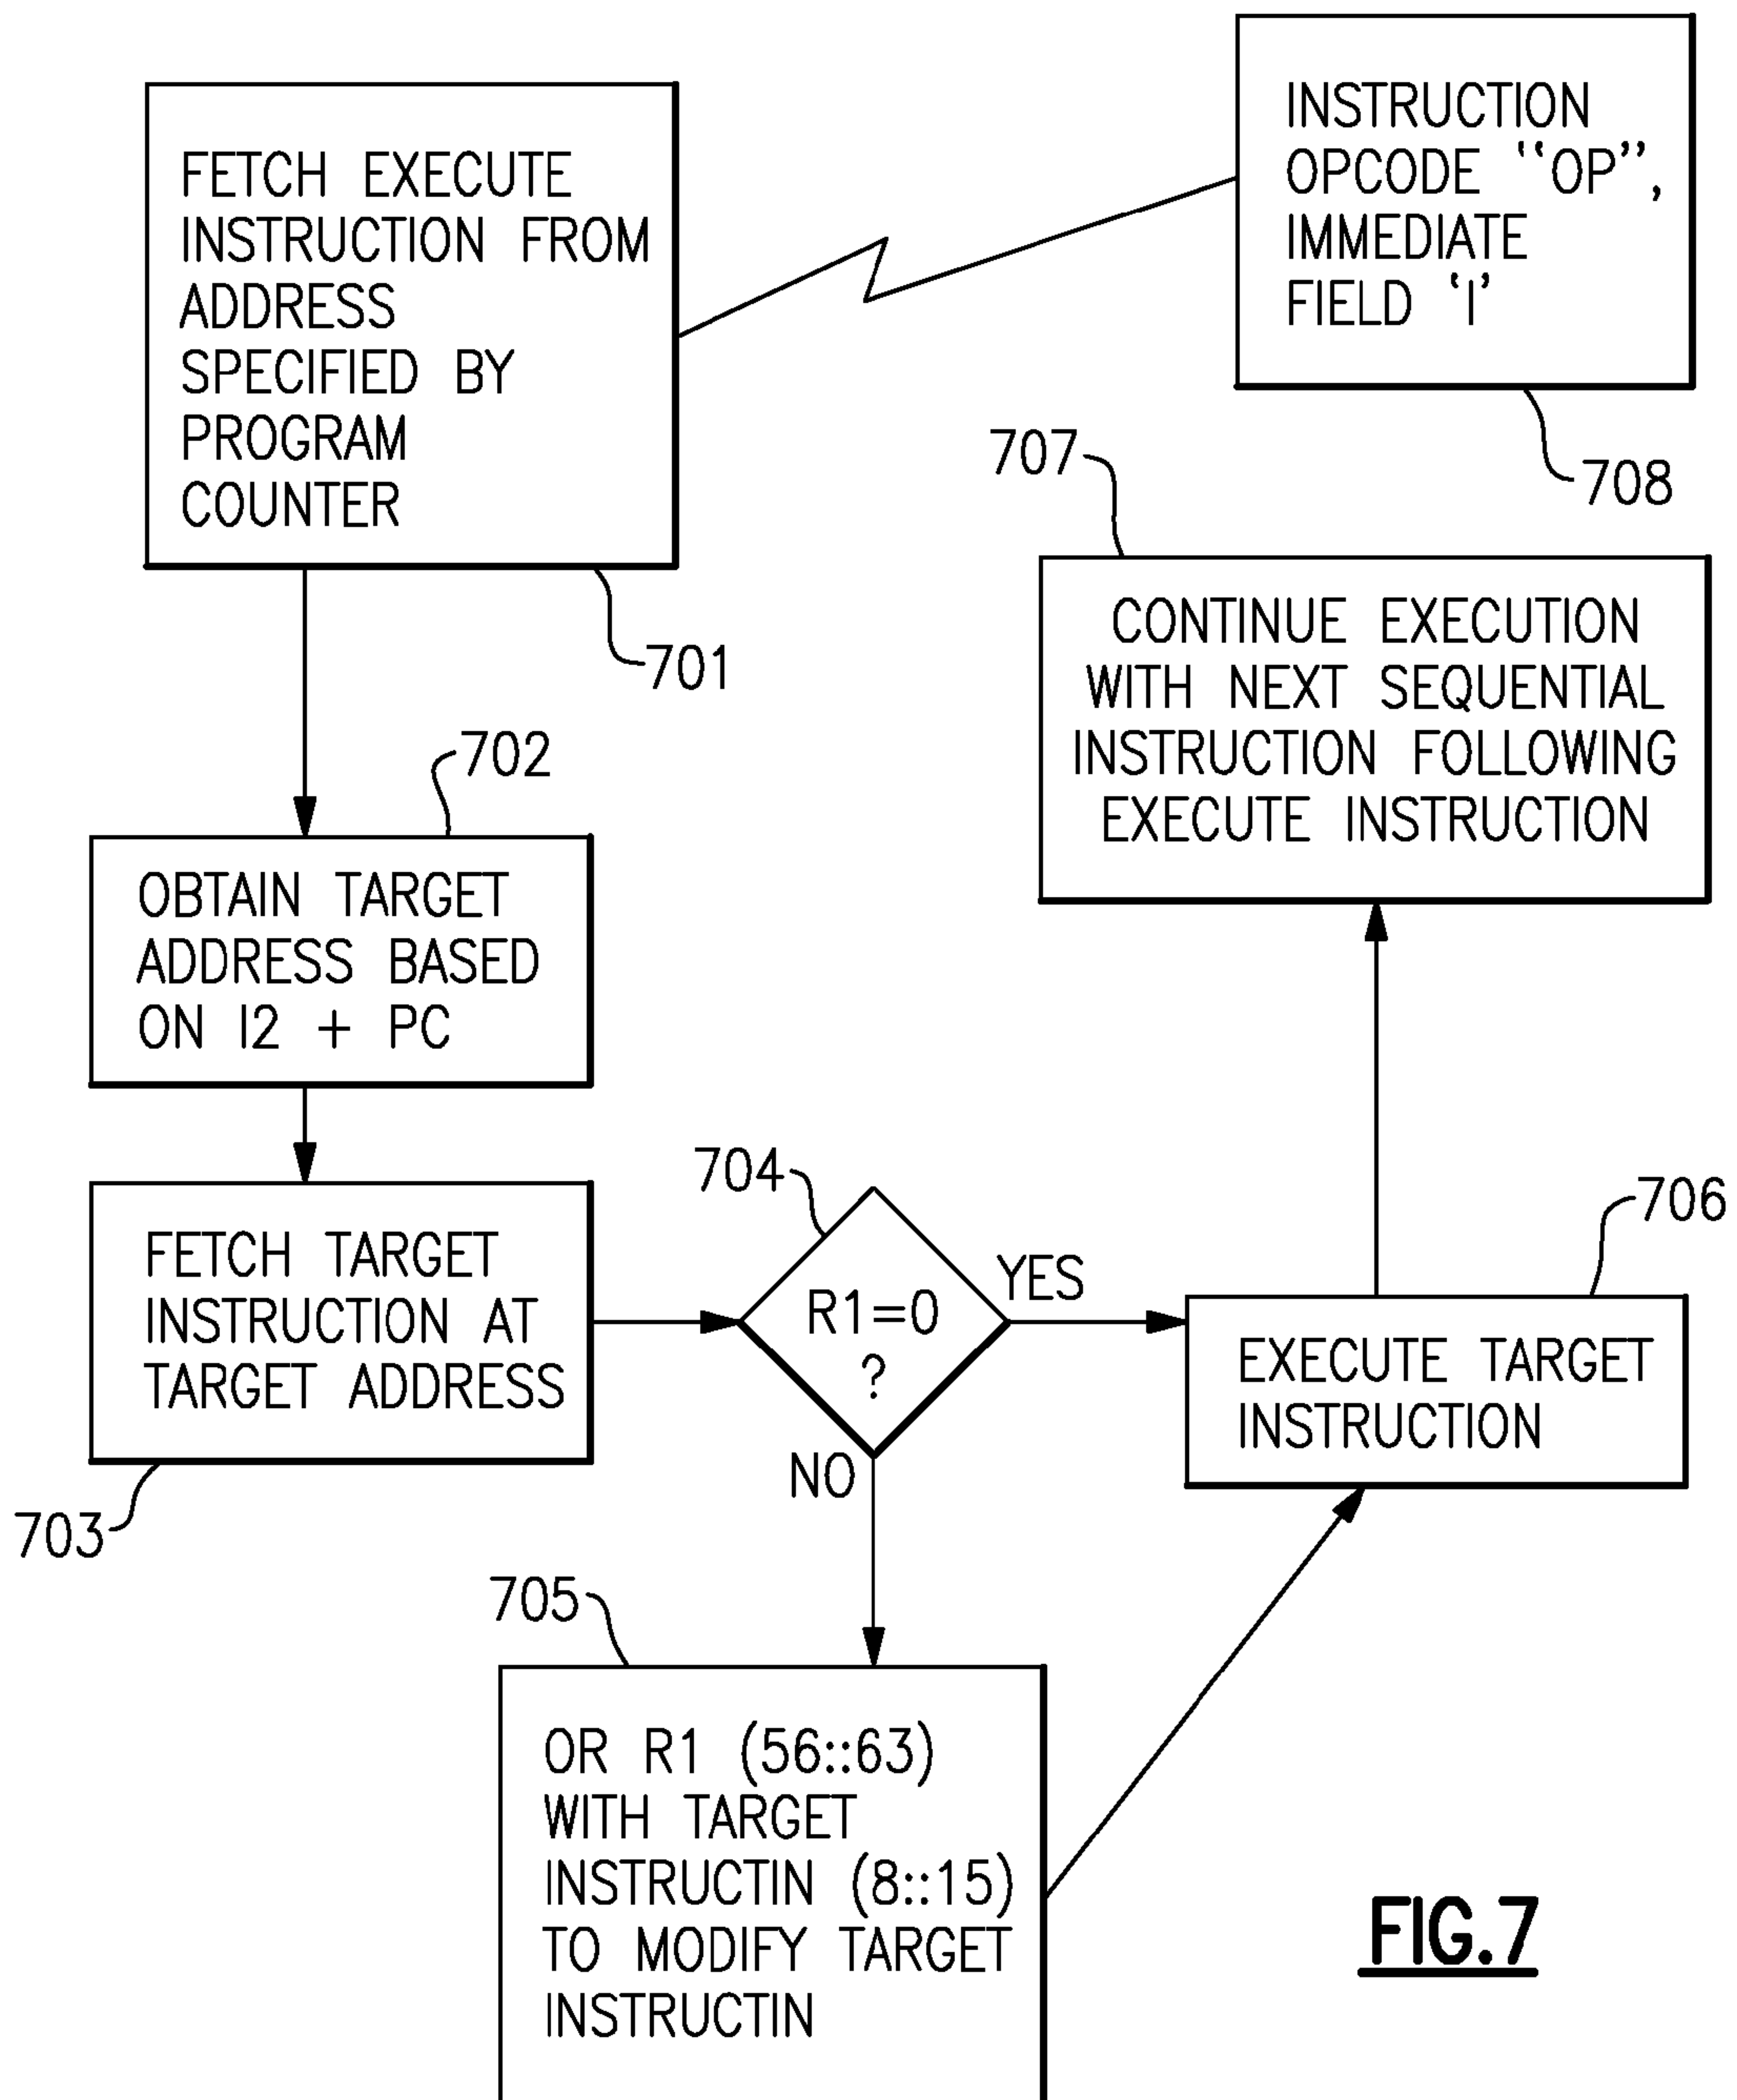 FETCH EXECUTE
INSTRUCTION FROM
ADDRESS
SPECIFIED BY
PROGRAM
COUNTER
701
INSTRUCTION
OPCODE "OP",
IMMEDIATE
FIELD 'I'
708
702
OBTAIN TARGET
ADDRESS BASED
ON I2 + PC
707
CONTINUE EXECUTION
WITH NEXT SEQUENTIAL
INSTRUCTION FOLLOWING
EXECUTE INSTRUCTION
FETCH TARGET
INSTRUCTION AT
TARGET ADDRESS
703
704
R1=0
?
YES
NO
706
EXECUTE TARGET
INSTRUCTION
705
OR R1 (56::63)
WITH TARGET
INSTRUCTIN (8::15)
TO MODIFY TARGET
INSTRUCTIN
FIG.7